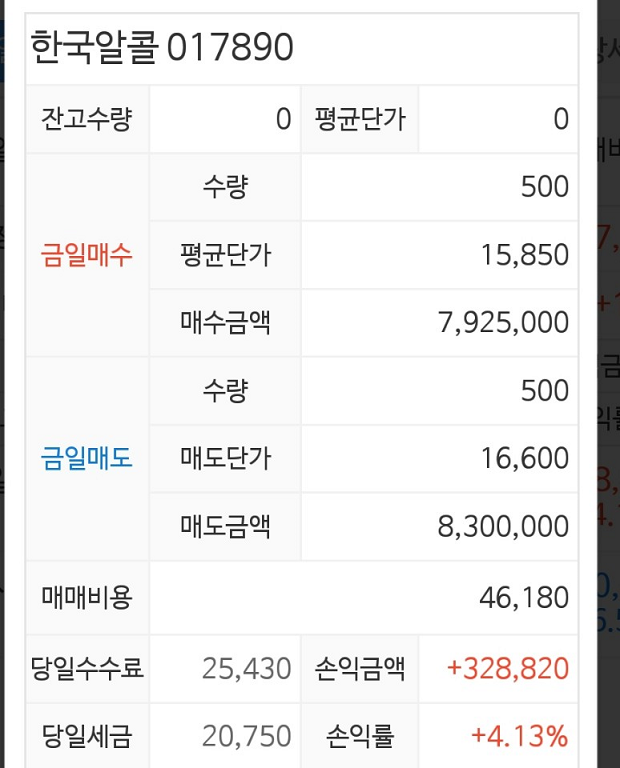 한국알콜 017890
잔고수량 0 평균단가 0
금일매수 수량 500
평균단가 15,850
매수금액 7,925,000
금일매도 수량 500
매도단가 16,600
매도금액 8,300,000
매매비용 46,180
당일수수료 25,430 손익금액 +328,820
당일세금 20,750 손익률 +4.13%